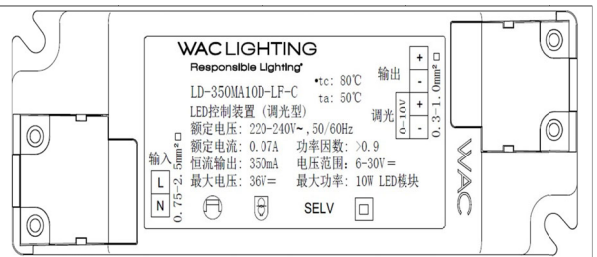 WAC LIGHTING
Responsible Lighting®
LD-350MA10D-LF-C
•tc: 80℃
ta: 50℃
LED控制装置 (调光型)
额定电压: 220-240V~,50/60Hz
额定电流: 0.07A 功率因数: >0.9
恒流输出: 350mA 电压范围: 6-30V⎓
最大电压: 36V⎓ 最大功率: 10W LED模块
SELV
输入
L
N
0.75-2.5mm²
输出
+
-
调光
0-10V
+
-
0.3-1.0mm²
WAC